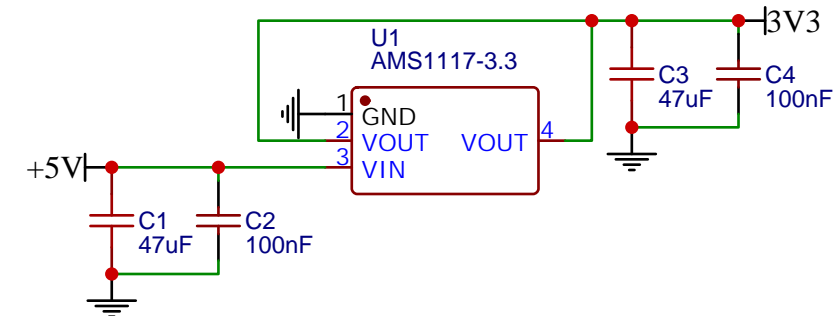 3V3
U1
AMS1117-3.3
C3
47uF
C4
100nF
1
GND
2
VOUT
VOUT
4
3
VIN
+5V
C1
47uF
C2
100nF